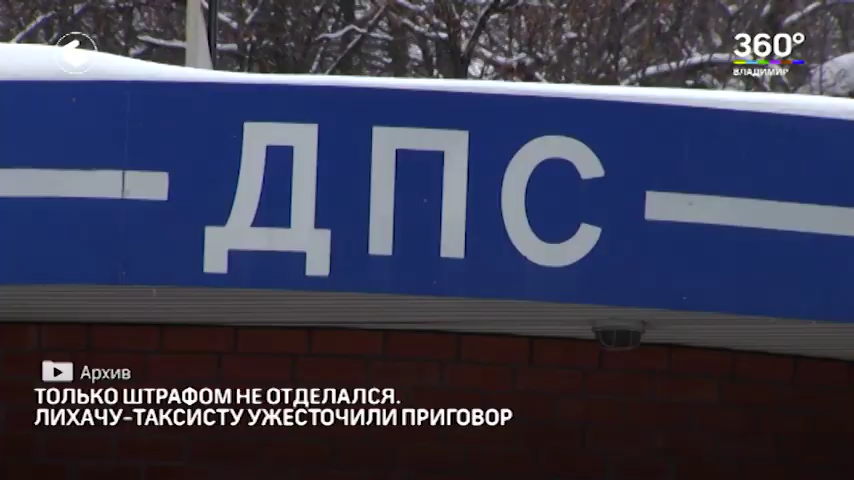 360°
ВЛАДИМИР
ДПС
Архив
ТОЛЬКО ШТРАФОМ НЕ ОТДЕЛАЛСЯ.
ЛИХАЧУ-ТАКСИСТУ УЖЕСТОЧИЛИ ПРИГОВОР